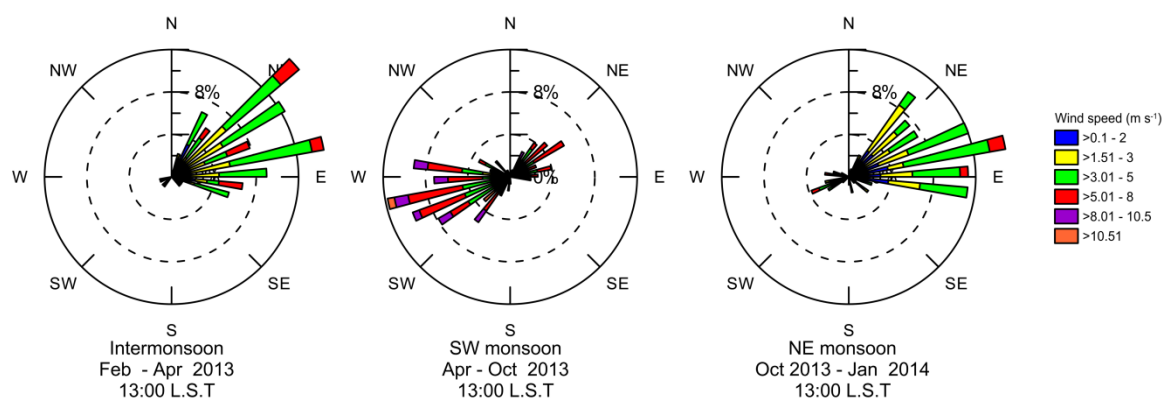 N
NW
NE
8%
W
E
SW
SE
S
Intermonsoon
Feb - Apr 2013
13:00 L.S.T
N
NW
NE
8%
0%
W
E
SW
SE
S
SW monsoon
Apr - Oct 2013
13:00 L.S.T
N
NW
NE
8%
W
E
SW
SE
S
NE monsoon
Oct 2013 - Jan 2014
13:00 L.S.T
Wind speed (m s⁻¹)
>0.1 - 2
>1.51 - 3
>3.01 - 5
>5.01 - 8
>8.01 - 10.5
>10.51